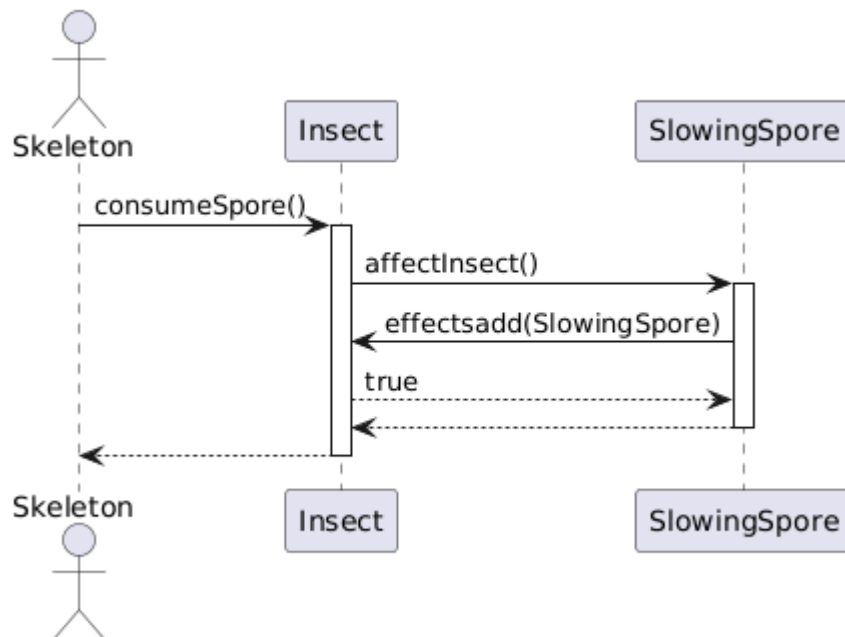 Skeleton
Insect
SlowingSpore
consumeSpore()
affectInsect()
effectsadd(SlowingSpore)
true
Skeleton
Insect
SlowingSpore